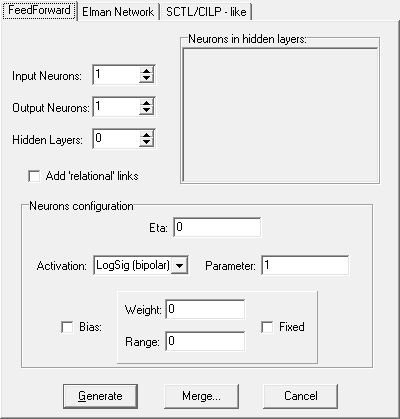 FeedForward Elman Network SCTL/CILP - like
Neurons in hidden layers:
Input Neurons: 1
Output Neurons: 1
Hidden Layers: 0
Add 'relational' links
Neurons configuration
Eta: 0
Activation: LogSig (bipolar) Parameter: 1
Weight: 0
Bias: Fixed
Range: 0
Generate Merge... Cancel